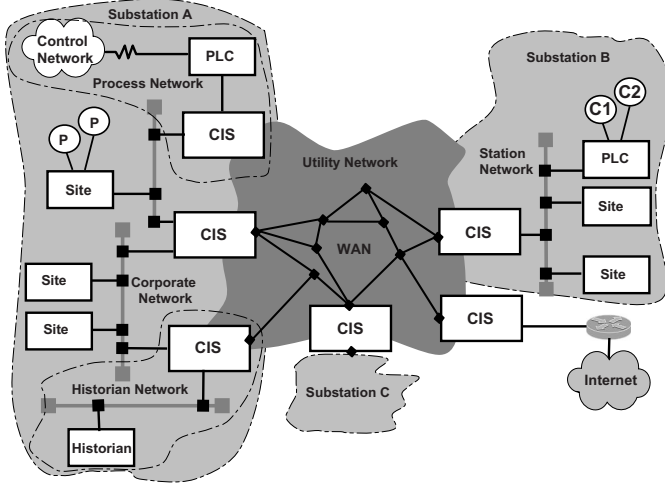 Substation A
Control
Network
PLC
Process Network
CIS
P
P
Site
CIS
Corporate
Network
Site
Site
CIS
Historian Network
Historian
Utility Network
WAN
CIS
Substation C
Substation B
C1
C2
Station
Network
PLC
Site
Site
CIS
CIS
Internet